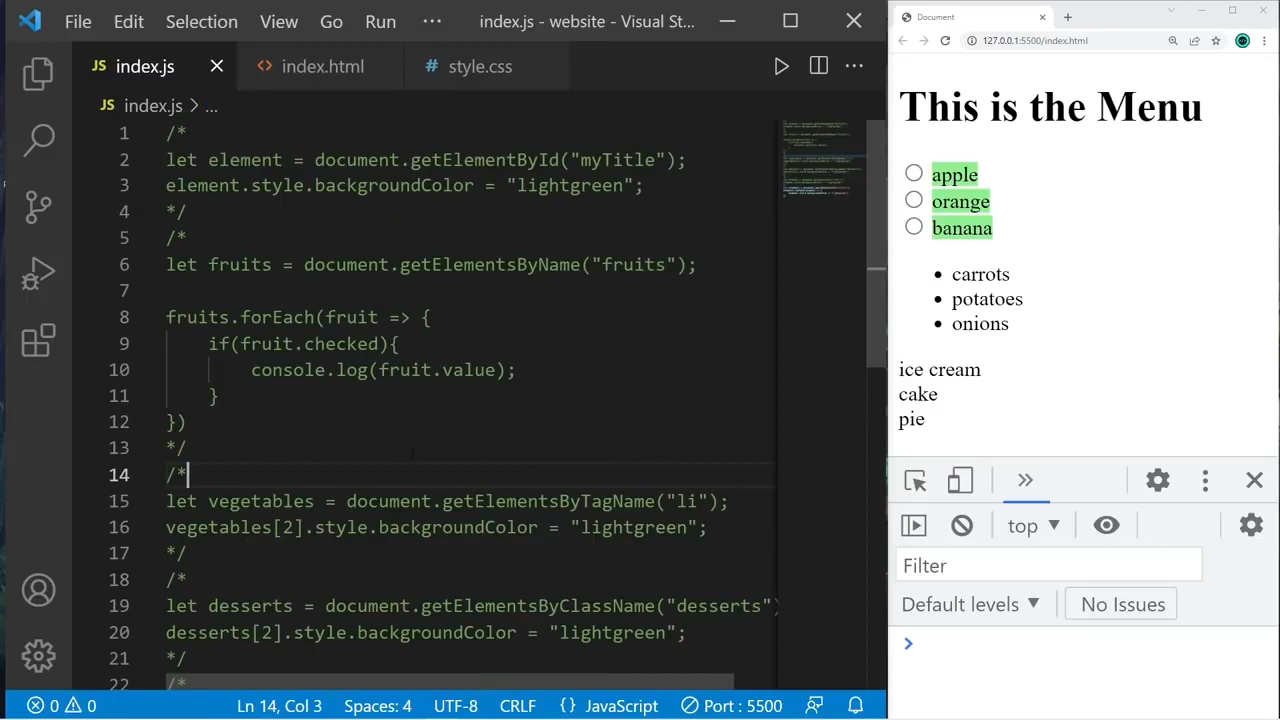 File Edit Selection View Go Run ··· index.js - website - Visual St...
JS index.js <> index.html # style.css
JS index.js > ...
1 /*
2 let element = document.getElementById("myTitle");
3 element.style.backgroundColor = "lightgreen";
4 */
5 /*
6 let fruits = document.getElementsByName("fruits");
7
8 fruits.forEach(fruit => {
9 if(fruit.checked){
10 console.log(fruit.value);
11 }
12 })
13 */
14 /*
15 let vegetables = document.getElementsByTagName("li");
16 vegetables[2].style.backgroundColor = "lightgreen";
17 */
18 /*
19 let desserts = document.getElementsByClassName("desserts")
20 desserts[2].style.backgroundColor = "lightgreen";
21 */
22 /*
0 0 Ln 14, Col 3 Spaces: 4 UTF-8 CRLF {} JavaScript Port : 5500
Document
127.0.0.1:5500/index.html
This is the Menu
apple
orange
banana
• carrots
• potatoes
• onions
ice cream
cake
pie
top
Filter
Default levels No Issues